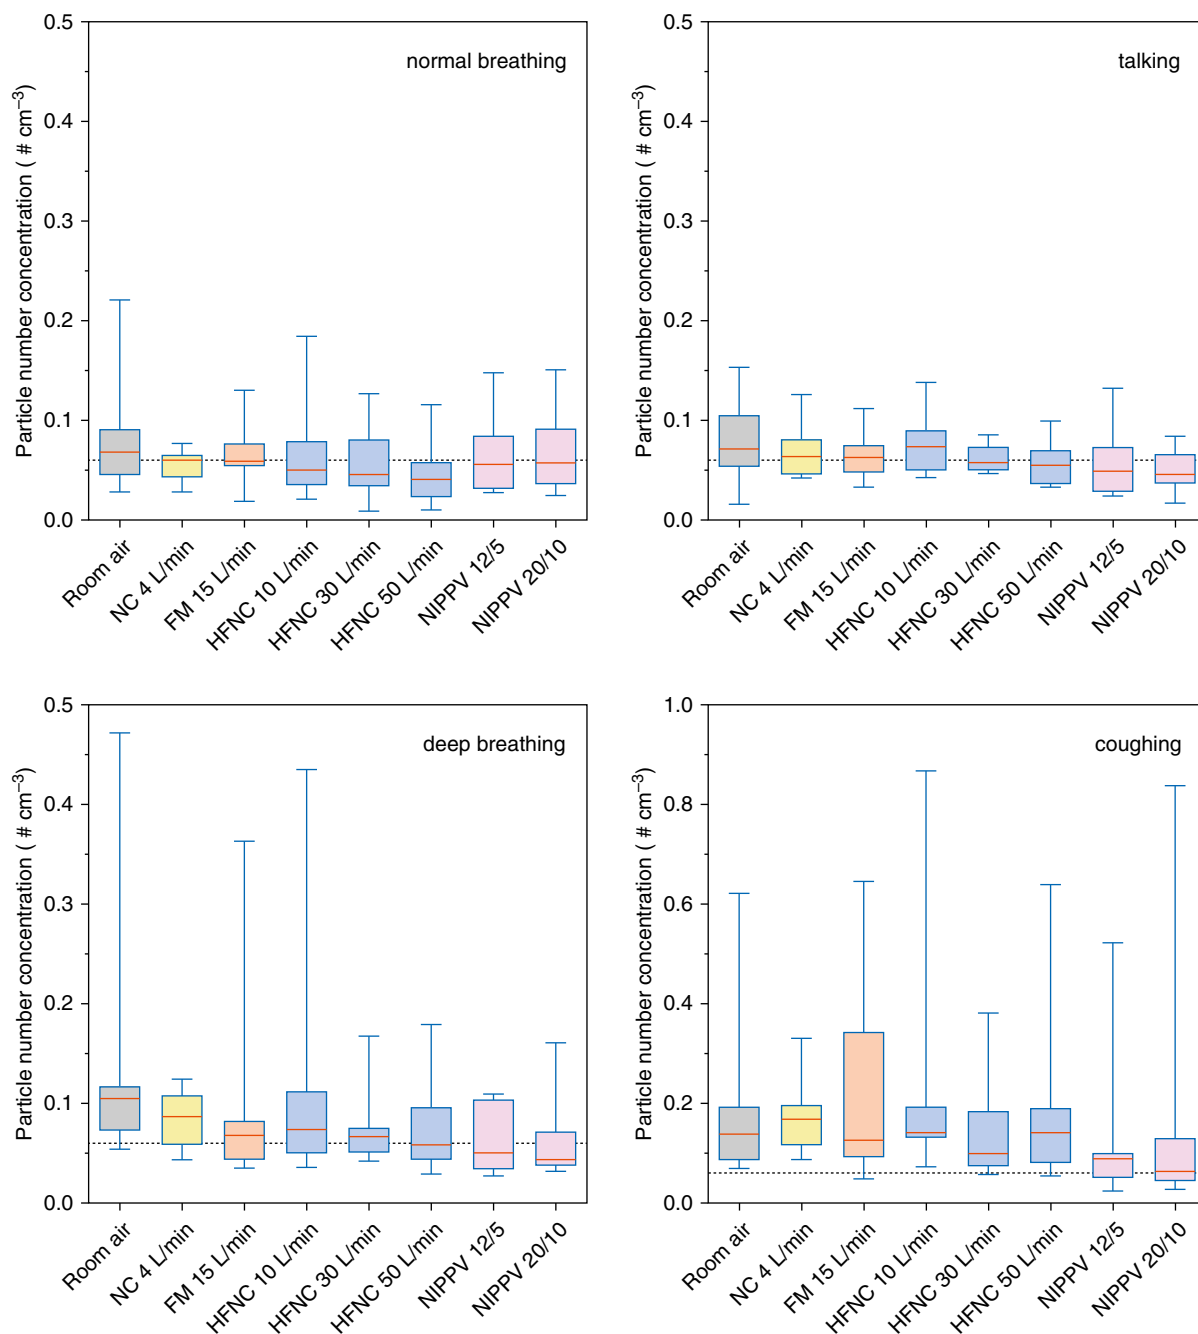 normal breathing
Particle number concentration ( # cm⁻³)
0.5
0.4
0.3
0.2
0.1
0.0
Room air
NC 4 L/min
FM 15 L/min
HFNC 10 L/min
HFNC 30 L/min
HFNC 50 L/min
NIPPV 12/5
NIPPV 20/10
talking
Particle number concentration ( # cm⁻³)
0.5
0.4
0.3
0.2
0.1
0.0
Room air
NC 4 L/min
FM 15 L/min
HFNC 10 L/min
HFNC 30 L/min
HFNC 50 L/min
NIPPV 12/5
NIPPV 20/10
deep breathing
Particle number concentration ( # cm⁻³)
0.5
0.4
0.3
0.2
0.1
0.0
Room air
NC 4 L/min
FM 15 L/min
HFNC 10 L/min
HFNC 30 L/min
HFNC 50 L/min
NIPPV 12/5
NIPPV 20/10
coughing
Particle number concentration ( # cm⁻³)
1.0
0.8
0.6
0.4
0.2
0.0
Room air
NC 4 L/min
FM 15 L/min
HFNC 10 L/min
HFNC 30 L/min
HFNC 50 L/min
NIPPV 12/5
NIPPV 20/10